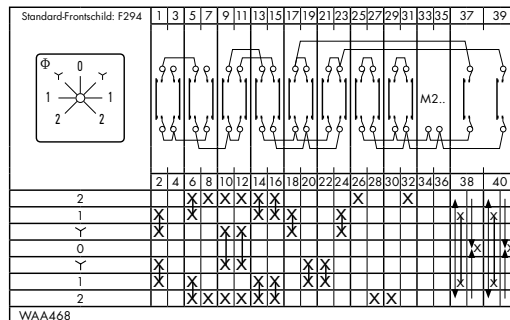 Standard-Frontschild: F294 1 3 5 7 9 11 13 15 17 19 21 23 25 27 29 31 33 35 37 39
0
1 1
2 2
M2..
2 4 6 8 10 12 14 16 18 20 22 24 26 28 30 32 34 36 38 40
2 X X X X X X X X
1 X X X X X X X X
X X X X X
0 X X
X X X X X
1 X X X X X X X X
2 X X X X X X X X
WAA468